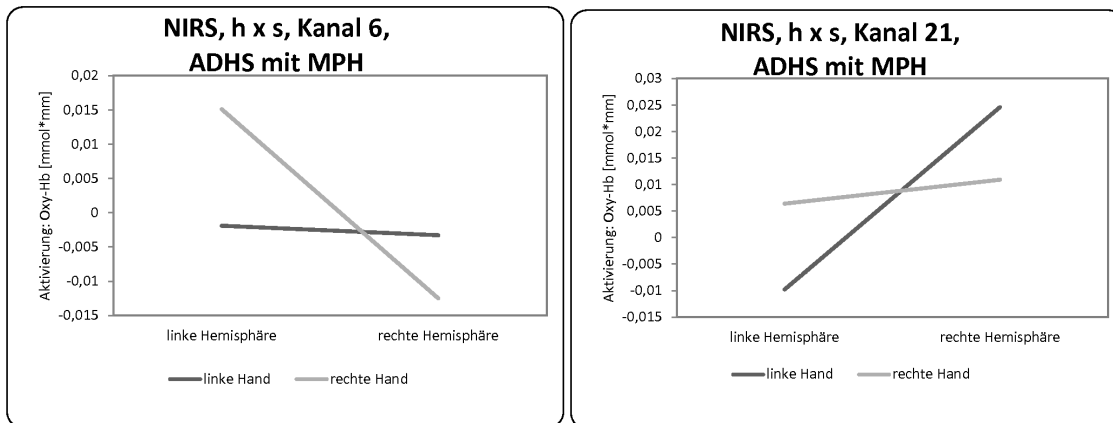 NIRS, h x s, Kanal 6,
ADHS mit MPH
Aktivierung: Oxy-Hb [mmol*mm]
0,02
0,015
0,01
0,005
0
-0,005
-0,01
-0,015
linke Hemisphäre rechte Hemisphäre
linke Hand rechte Hand
NIRS, h x s, Kanal 21,
ADHS mit MPH
Aktivierung: Oxy-Hb [mmol*mm]
0,03
0,025
0,02
0,015
0,01
0,005
0
-0,005
-0,01
-0,015
linke Hemisphäre rechte Hemisphäre
linke Hand rechte Hand